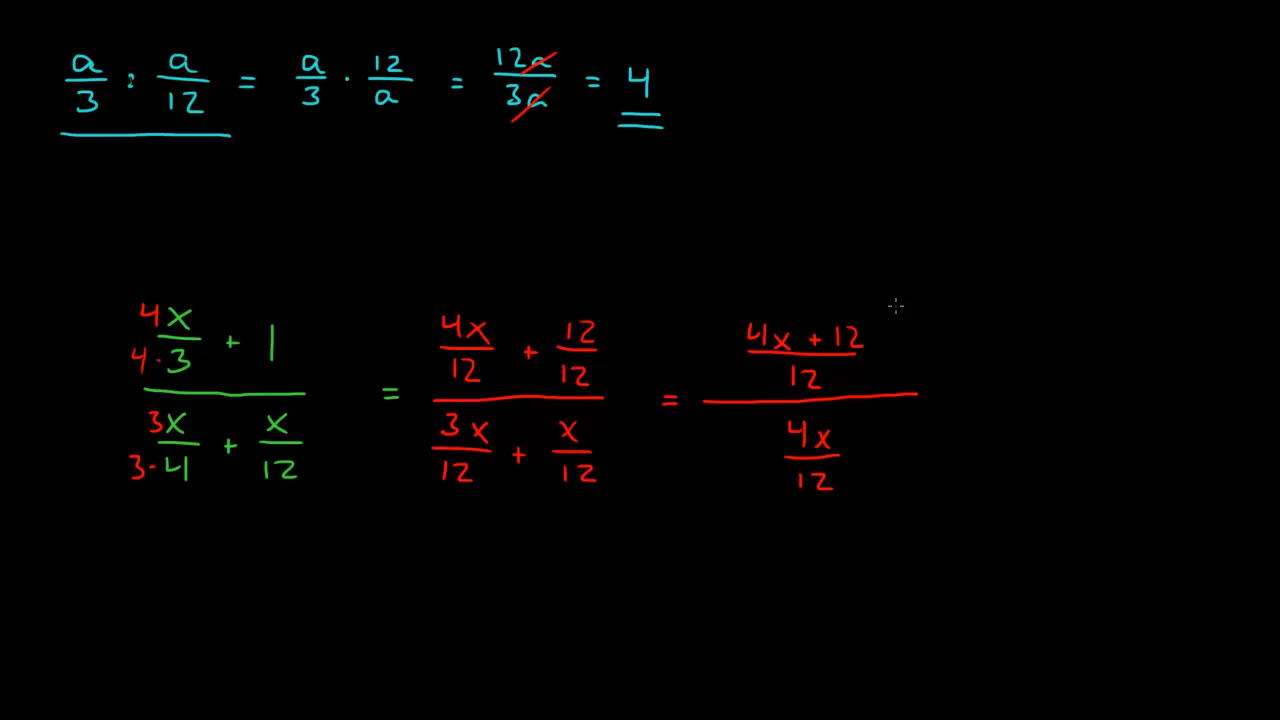 a/3 : a/12 = a/3 · 12/a = 12a/3a = 4
(4x/(4·3) + 1)/(3x/(3·4) + x/12) = (4x/12 + 12/12)/(3x/12 + x/12) = ((4x + 12)/12)/(4x/12)